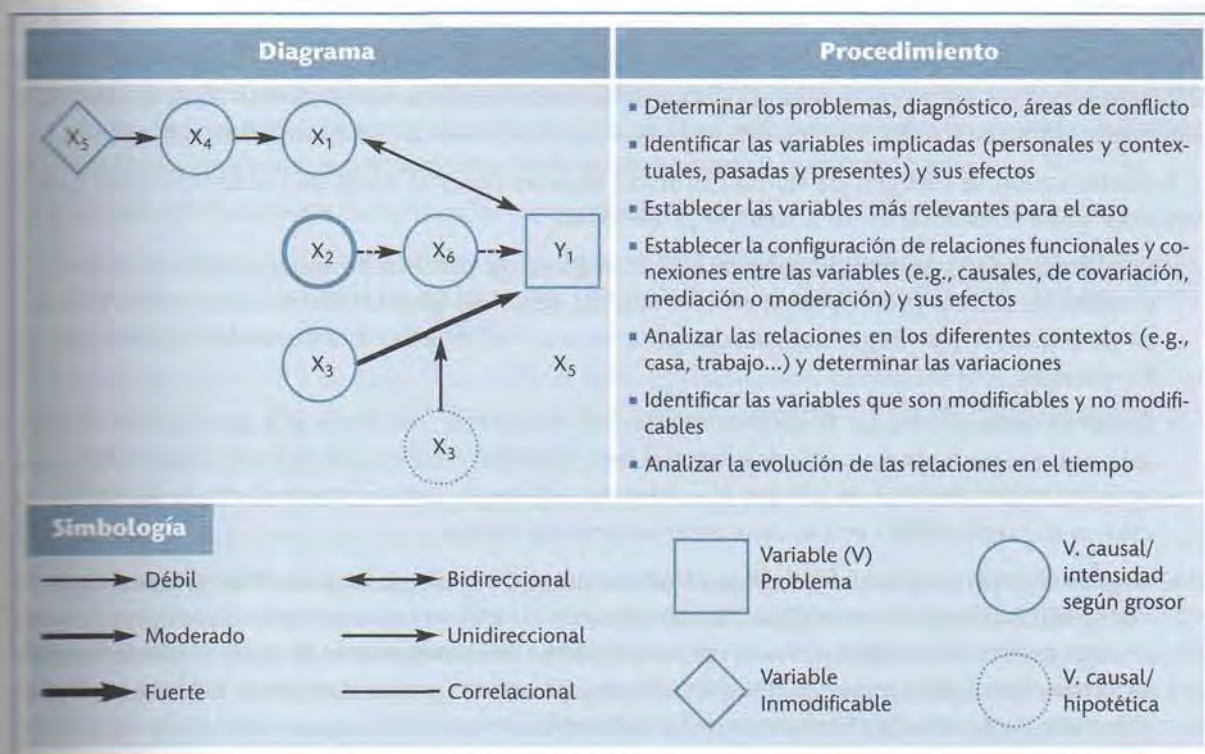 Diagrama
Procedimiento
X5
X4
X1
X2
X6
Y1
X3
X5
X3
▪ Determinar los problemas, diagnóstico, áreas de conflicto
▪ Identificar las variables implicadas (personales y contex-
tuales, pasadas y presentes) y sus efectos
▪ Establecer las variables más relevantes para el caso
▪ Establecer la configuración de relaciones funcionales y co-
nexiones entre las variables (e.g., causales, de covariación,
mediación o moderación) y sus efectos
▪ Analizar las relaciones en los diferentes contextos (e.g.,
casa, trabajo...) y determinar las variaciones
▪ Identificar las variables que son modificables y no modifi-
cables
▪ Analizar la evolución de las relaciones en el tiempo
Simbología
Débil
Moderado
Fuerte
Bidireccional
Unidireccional
Correlacional
Variable (V)
Problema
Variable
Inmodificable
V. causal/
intensidad
según grosor
V. causal/
hipotética